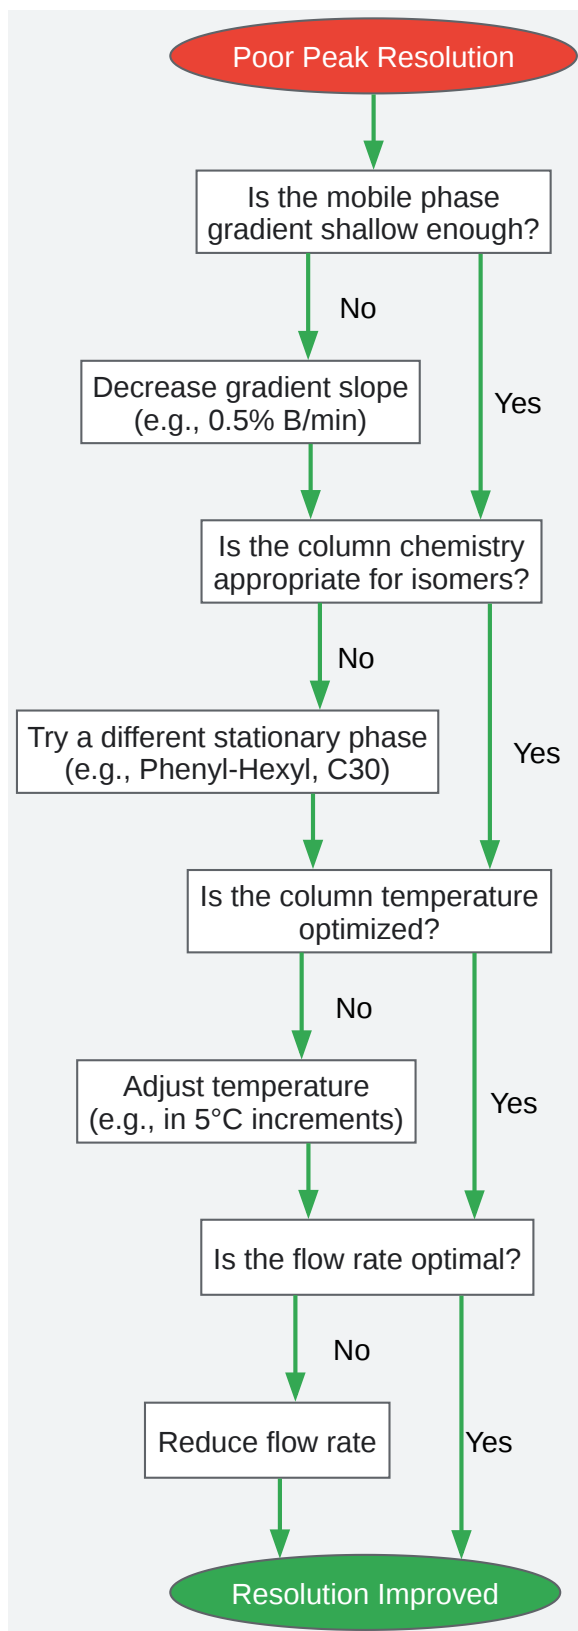 Poor Peak Resolution
Is the mobile phase
gradient shallow enough?
No
Decrease gradient slope
(e.g., 0.5% B/min)
Yes
Is the column chemistry
appropriate for isomers?
No
Try a different stationary phase
(e.g., Phenyl-Hexyl, C30)
Yes
Is the column temperature
optimized?
No
Adjust temperature
(e.g., in 5°C increments)
Yes
Is the flow rate optimal?
No
Reduce flow rate
Yes
Resolution Improved